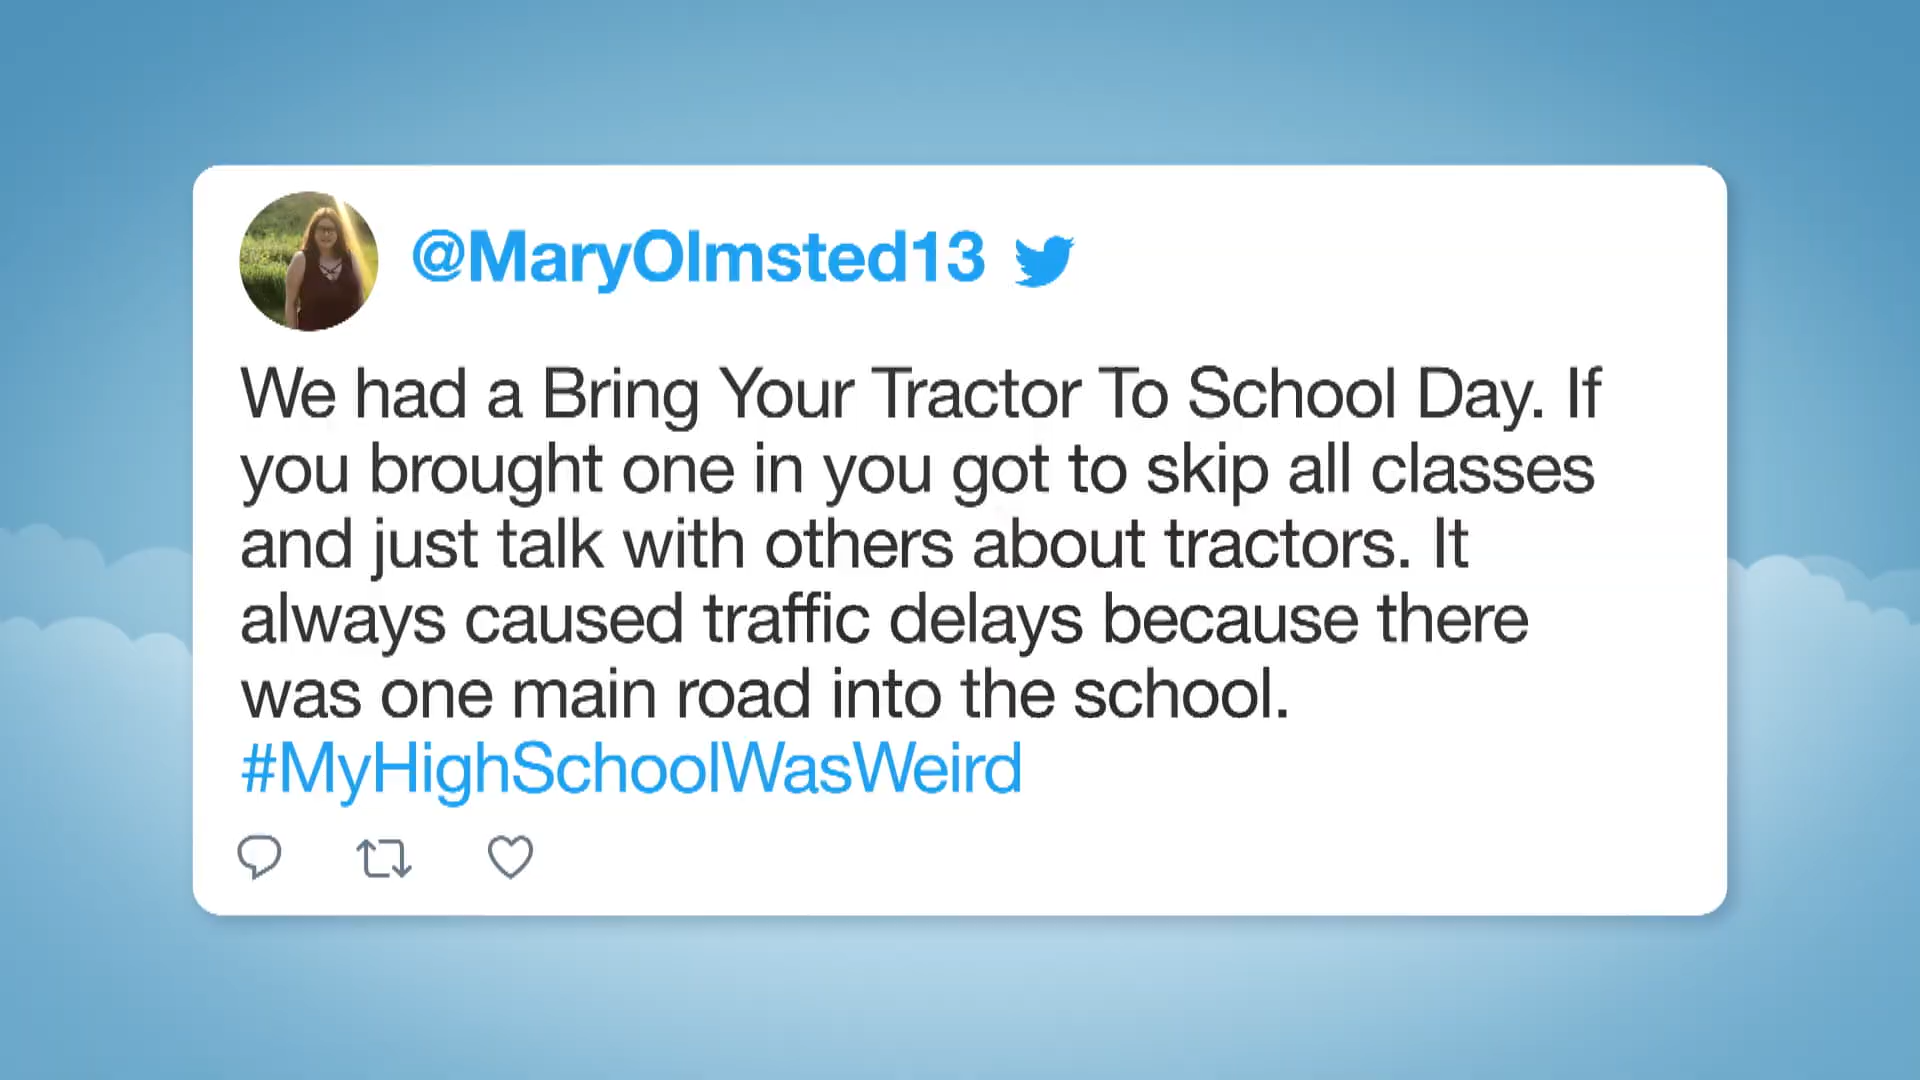 @MaryOlmsted13
We had a Bring Your Tractor To School Day. If
you brought one in you got to skip all classes
and just talk with others about tractors. It
always caused traffic delays because there
was one main road into the school.
#MyHighSchoolWasWeird